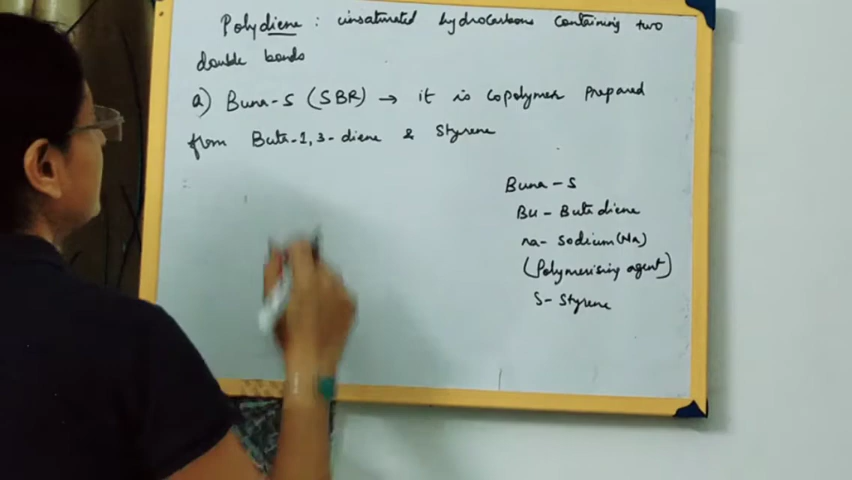 Polydiene : unsaturated hydrocarbons containing two
double bonds
a) Buna-S (SBR) → it is copolymer prepared
from Buta-1,3-diene & Styrene
Buna-S
Bu - Butadiene
na- Sodium(Na)
(Polymerising agent)
S- Styrene